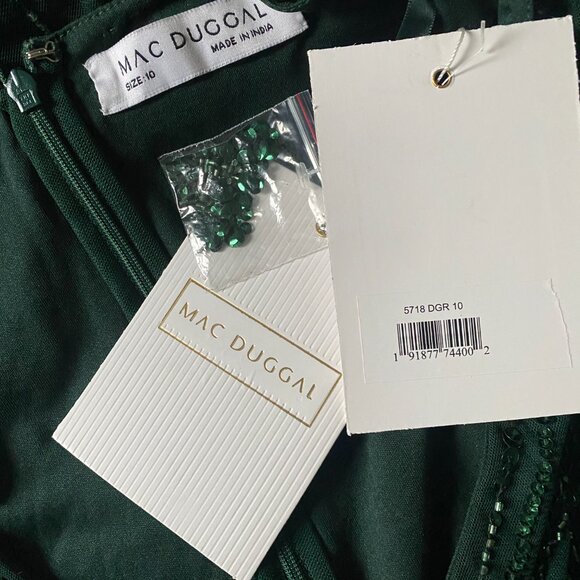 MAC DUGGAL
SIZE:10
MADE IN INDIA
MAC DUGGAL
5718 DGR 10
1 91877 74400 2